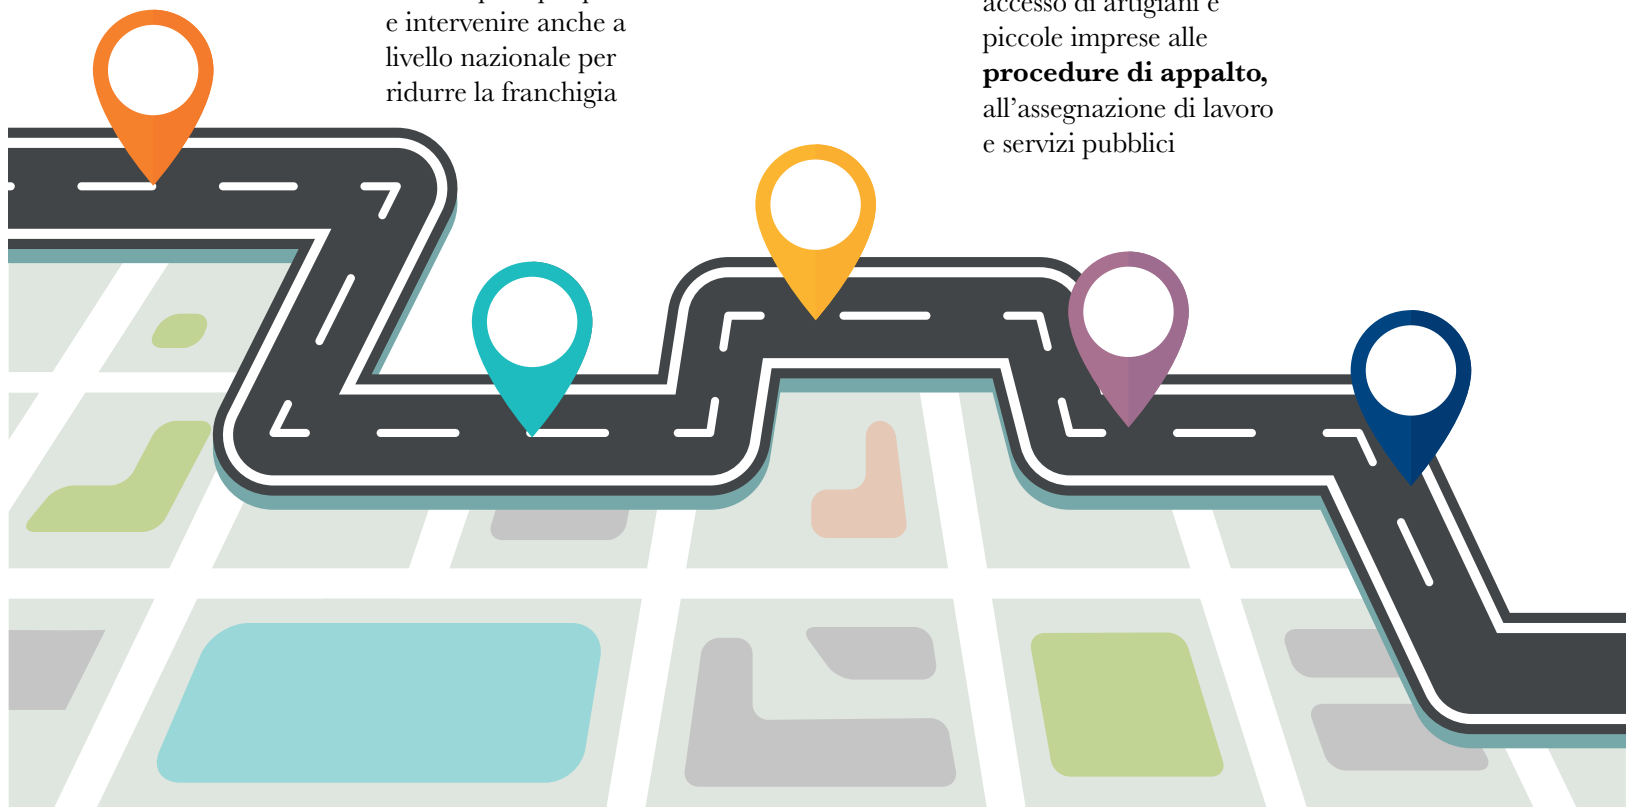 e intervenire anche a
livello nazionale per
ridurre la franchigia
accesso di artigiani e
piccole imprese alle
procedure di appalto,
all’assegnazione di lavoro
e servizi pubblici